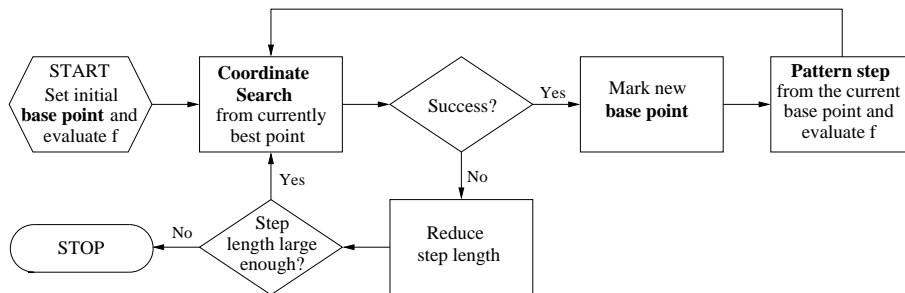 START
Set initial
base point and
evaluate f
Coordinate
Search
from currently
best point
Success?
Yes
Mark new
base point
Pattern step
from the current
base point and
evaluate f
No
Yes
Reduce
step length
Step
length large
enough?
No
STOP